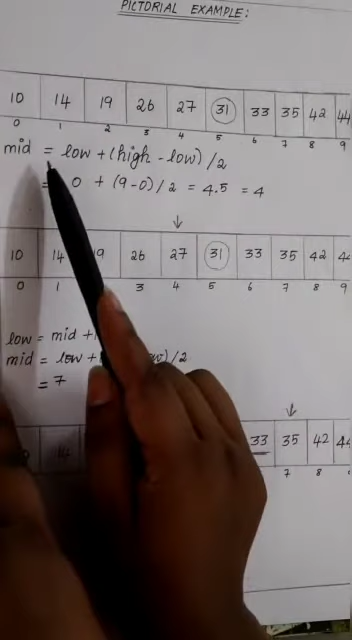 PICTORIAL EXAMPLE:
10 14 19 26 27 31 33 35 42 44
0 1 2 3 4 5 6 7 8 9
mid = low + (high - low) / 2
= 0 + (9-0) / 2 = 4.5 = 4
10 14 19 26 27 31 33 35 42 44
0 1 3 4 5 6 7 8 9
low = mid +
mid = low + low) / 2
= 7
33 35 42 44
7 8 9